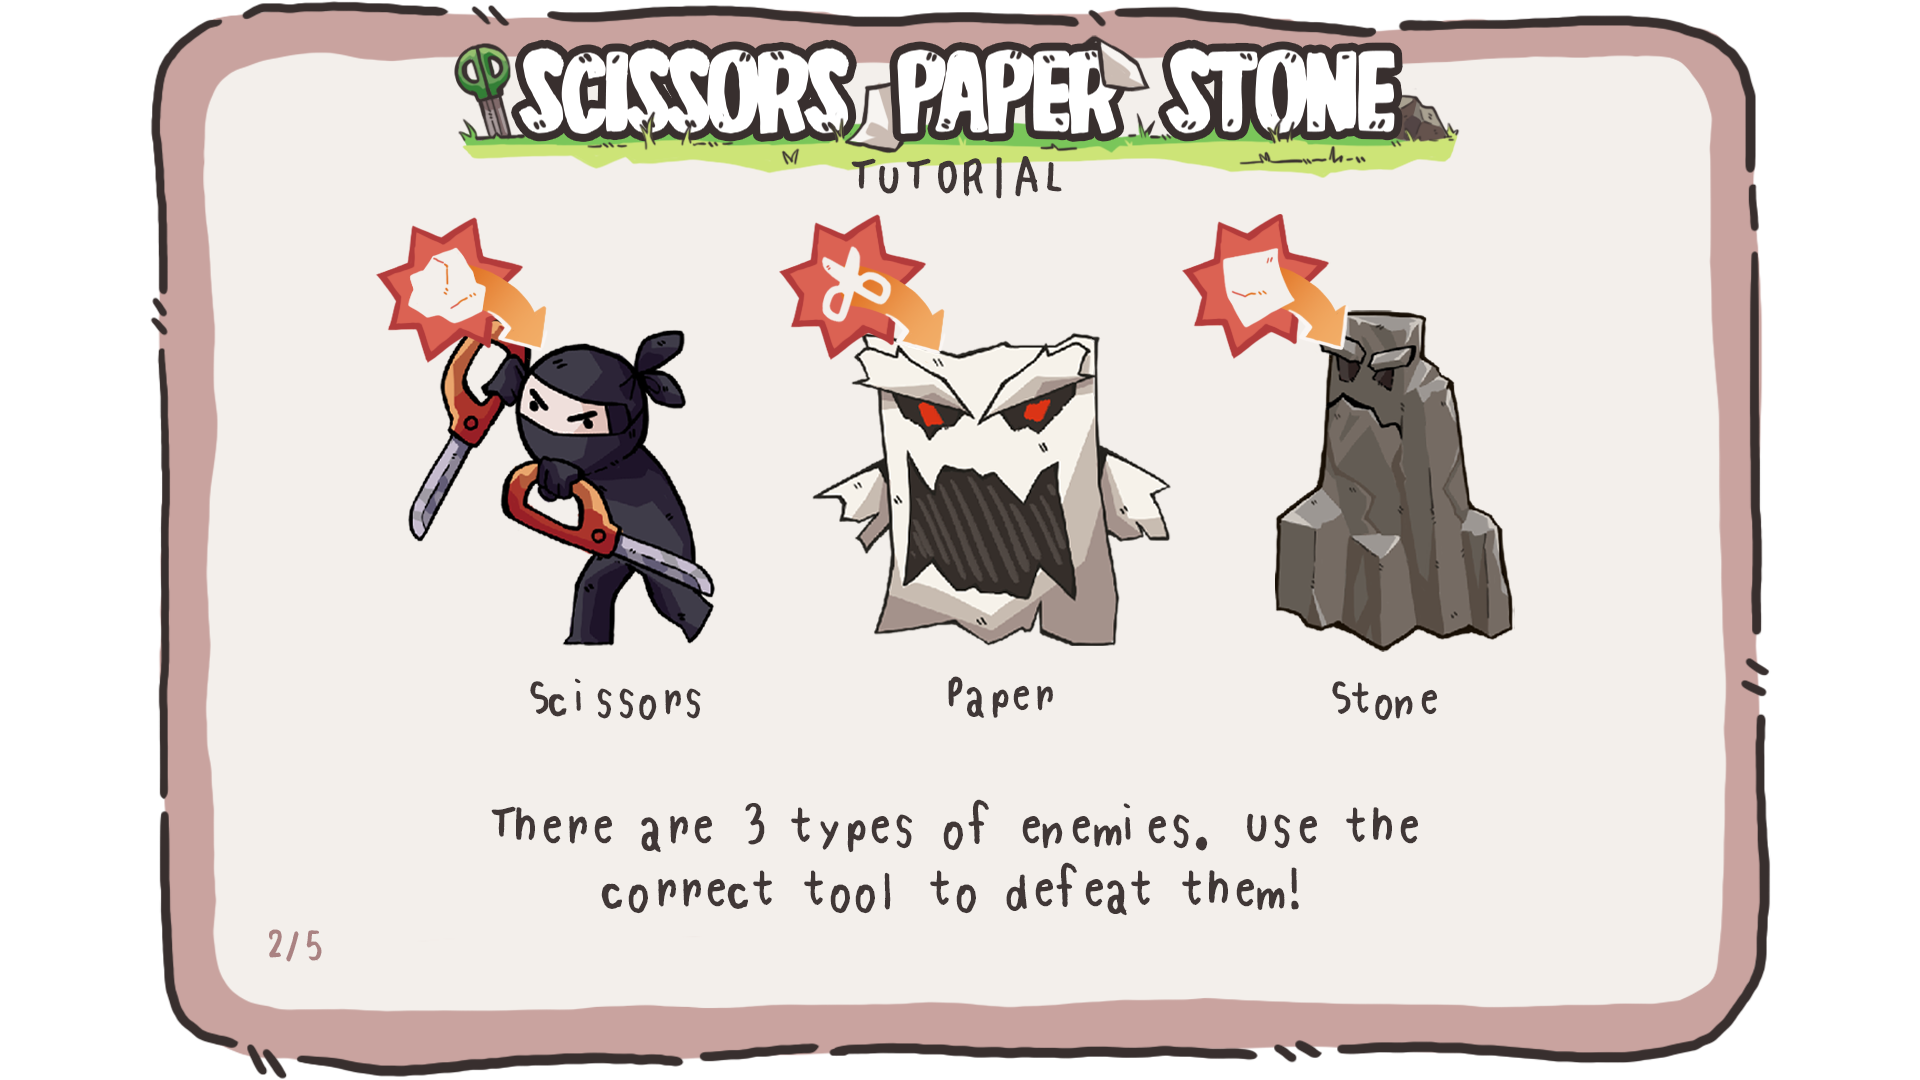 SCISSORS PAPER STONE
TUTORIAL
Scissors Paper Stone
There are 3 types of enemies. Use the
correct tool to defeat them!
2/5